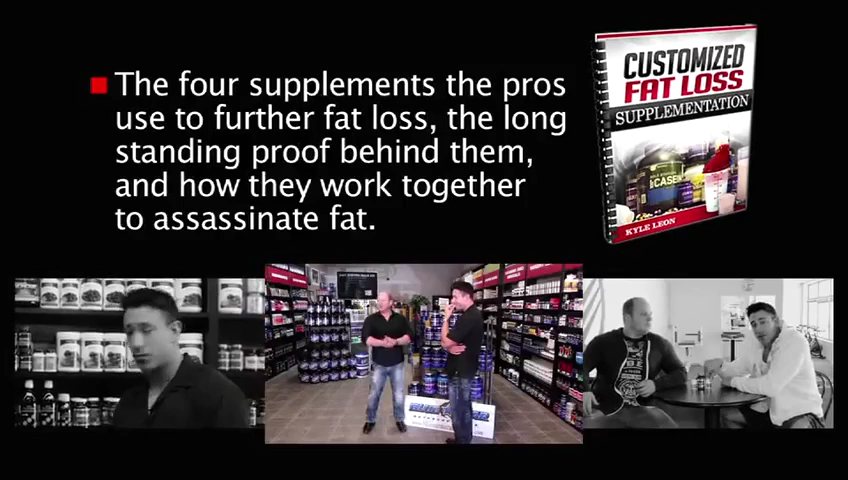 The four supplements the pros
use to further fat loss, the long
standing proof behind them,
and how they work together
to assassinate fat.
CUSTOMIZED
FAT LOSS
SUPPLEMENTATION
KYLE LEON